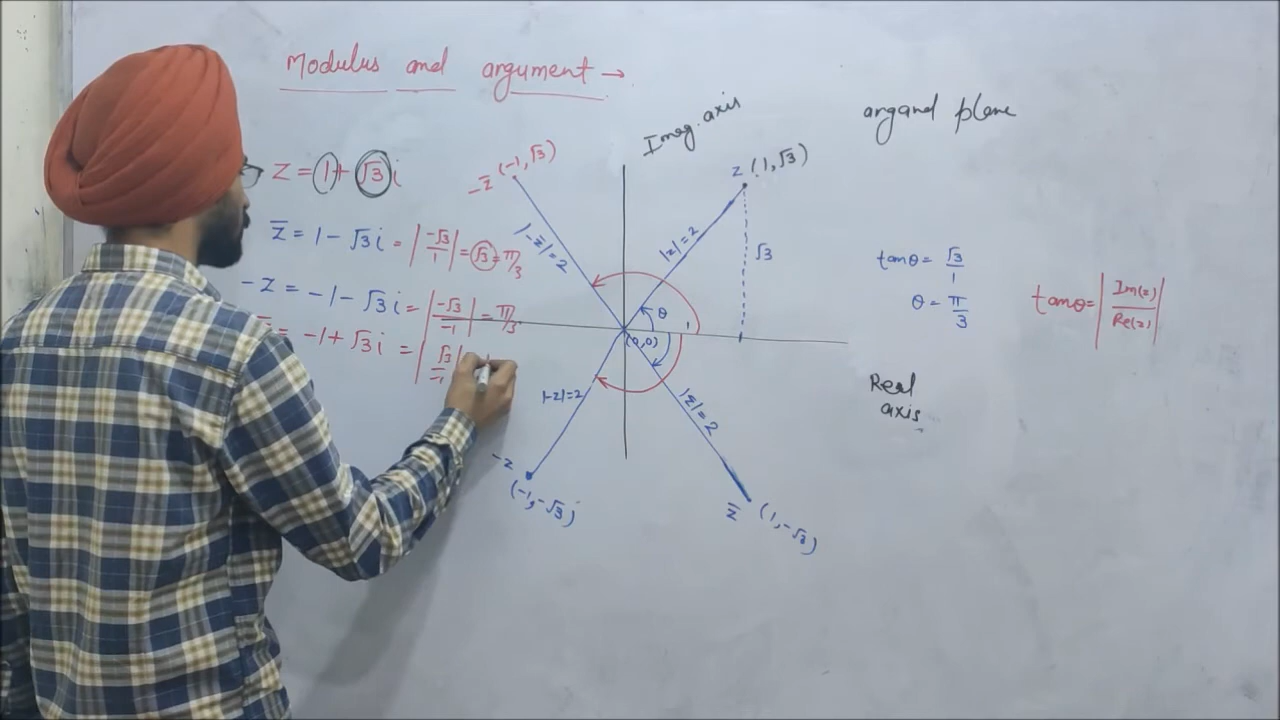 Modulus and argument →
z = 1 + √3 i
z̅ = 1 - √3 i = | -√3/1 | = √3 = π/3
-z = -1 - √3 i = | -√3/-1 | = π/3
= -1 + √3 i = | √3/-1 |
Imag. axis
argand plane
-z̅ (-1, √3)
z (1, √3)
|-z̅| = 2
|z| = 2
√3
θ
1
(0,0)
tanθ = √3/1
θ = π/3
tanθ = | Im(z)/Re(z) |
Real
axis
|-z| = 2
|z̅| = 2
-z
(-1, -√3)
z̅ (1, -√3)